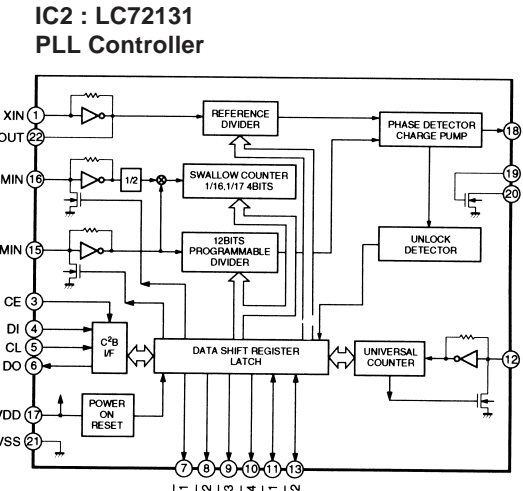 IC2 : LC72131
PLL Controller
XIN 1
OUT 22
MIN 16
MIN 15
CE 3
DI 4
CL 5
DO 6
VDD 17
VSS 21
REFERENCE
DIVIDER
PHASE DETECTOR
CHARGE PUMP
18
19
20
1/2
SWALLOW COUNTER
1/16,1/17 4BITS
12BITS
PROGRAMMABLE
DIVIDER
UNLOCK
DETECTOR
C2B
I/F
DATA SHIFT REGISTER
LATCH
UNIVERSAL
COUNTER
12
POWER
ON
RESET
7 8 9 10 11 13